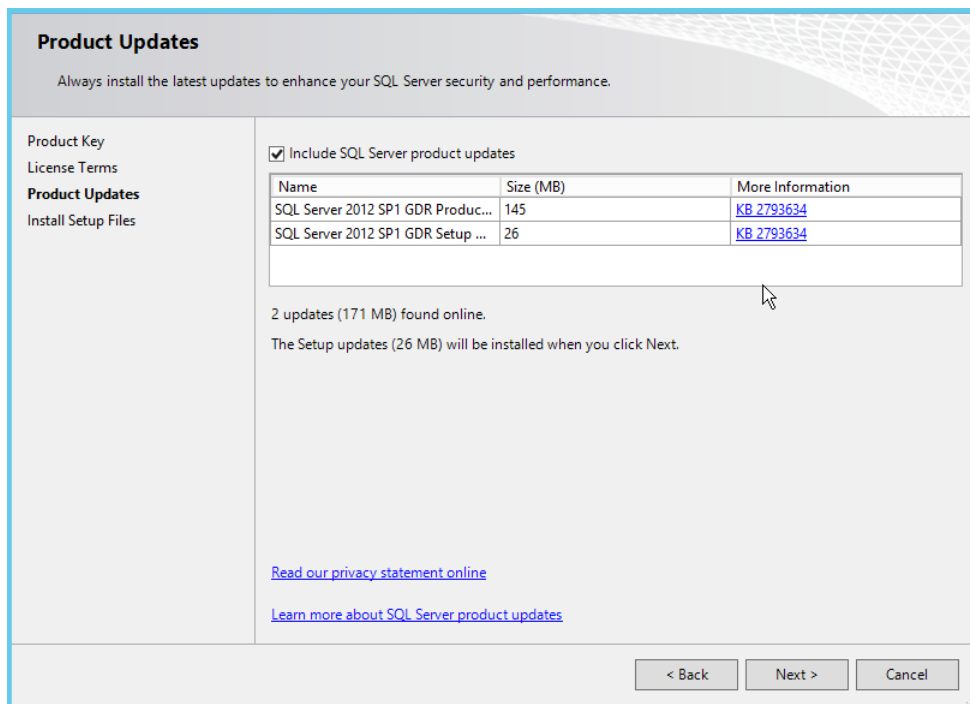 Product Updates
Always install the latest updates to enhance your SQL Server security and performance.
Product Key
License Terms
Product Updates
Install Setup Files
Include SQL Server product updates
Name Size (MB) More Information
SQL Server 2012 SP1 GDR Produc... 145 KB 2793634
SQL Server 2012 SP1 GDR Setup ... 26 KB 2793634
2 updates (171 MB) found online.
The Setup updates (26 MB) will be installed when you click Next.
Read our privacy statement online
Learn more about SQL Server product updates
< Back Next > Cancel